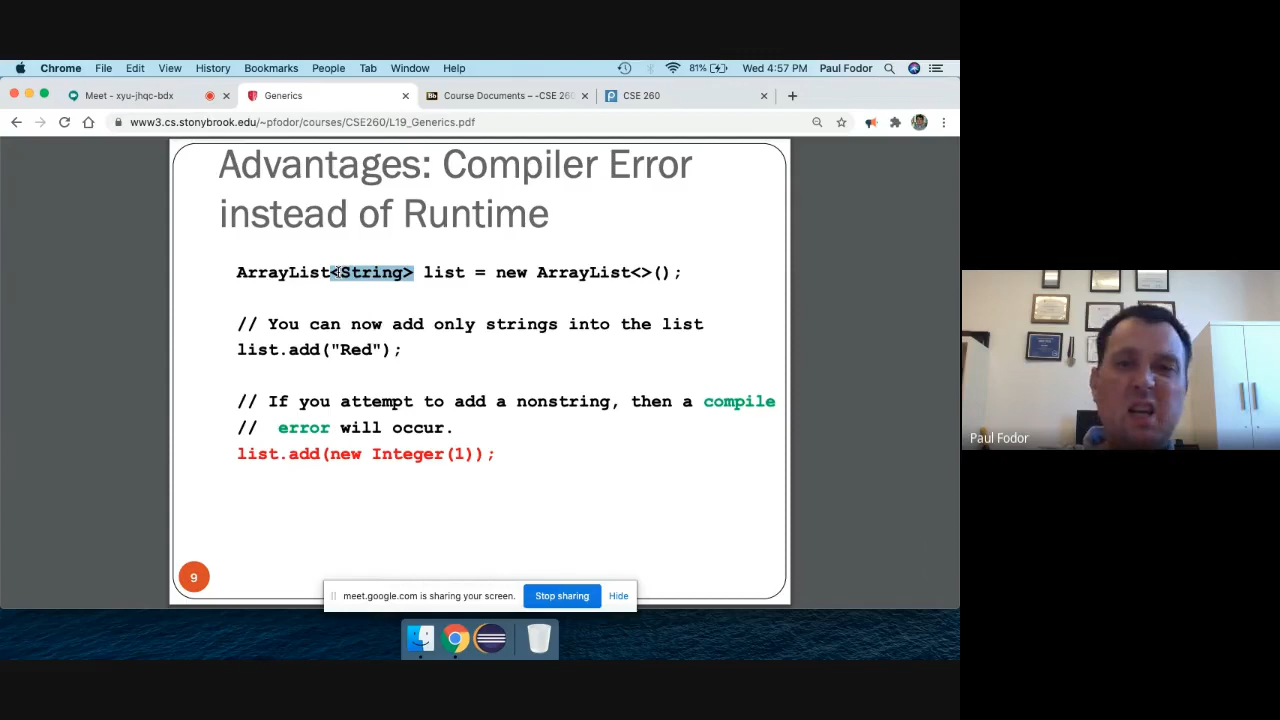 Chrome File Edit View History Bookmarks People Tab Window Help 81% Wed 4:57 PM Paul Fodor
Meet - xyu-jhqc-bdx Generics Course Documents – -CSE 260 CSE 260
www3.cs.stonybrook.edu/~pfodor/courses/CSE260/L19_Generics.pdf
Advantages: Compiler Error
instead of Runtime
ArrayList<String> list = new ArrayList<>();
// You can now add only strings into the list
list.add("Red");
// If you attempt to add a nonstring, then a compile
// error will occur.
list.add(new Integer(1));
Paul Fodor
9
meet.google.com is sharing your screen. Stop sharing Hide